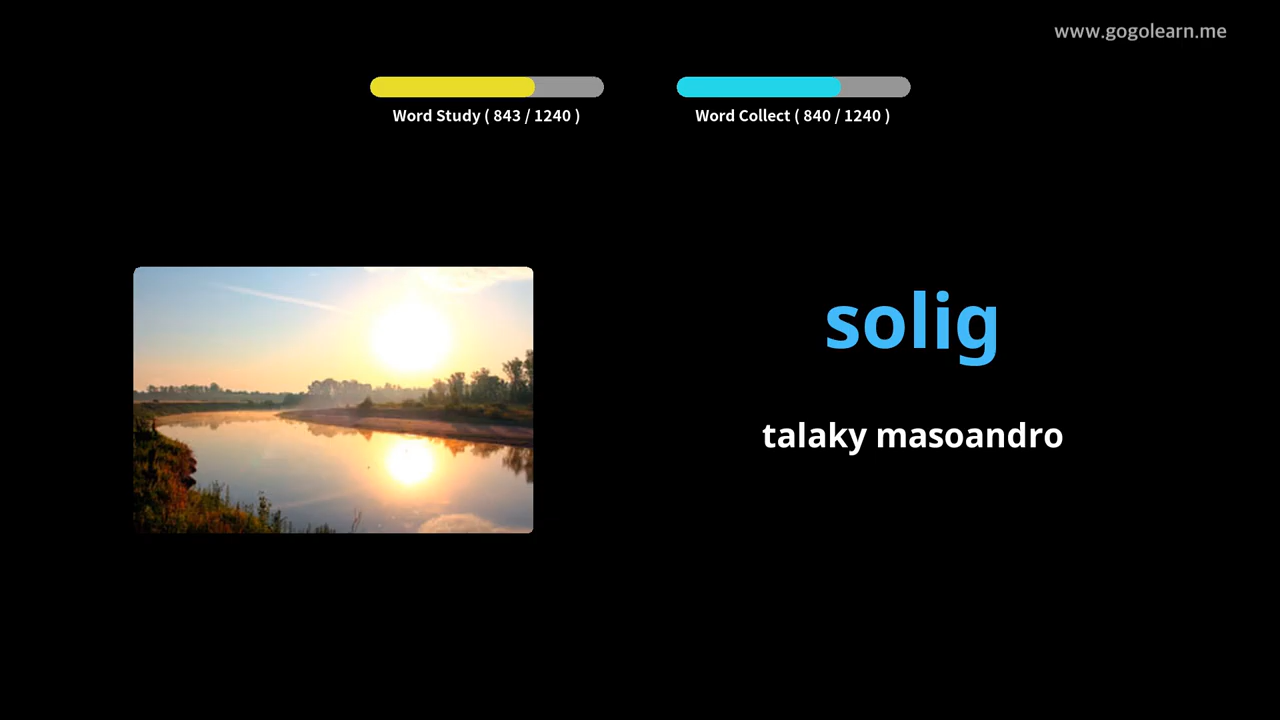 www.gogolearn.me
Word Study ( 843 / 1240 )
Word Collect ( 840 / 1240 )
solig
talaky masoandro